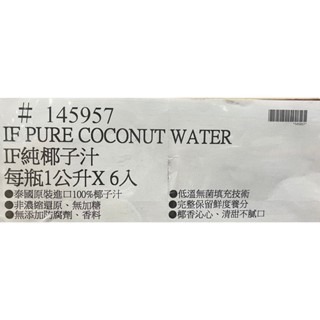 # 145957
IF PURE COCONUT WATER
IF純椰子汁
每瓶1公升X 6入
●泰國原裝進口100%椰子汁
●非濃縮還原、無加糖
●無添加防腐劑、香料
●低溫無菌填充技術
●完整保留鮮度養分
●椰香沁心、清甜不膩口